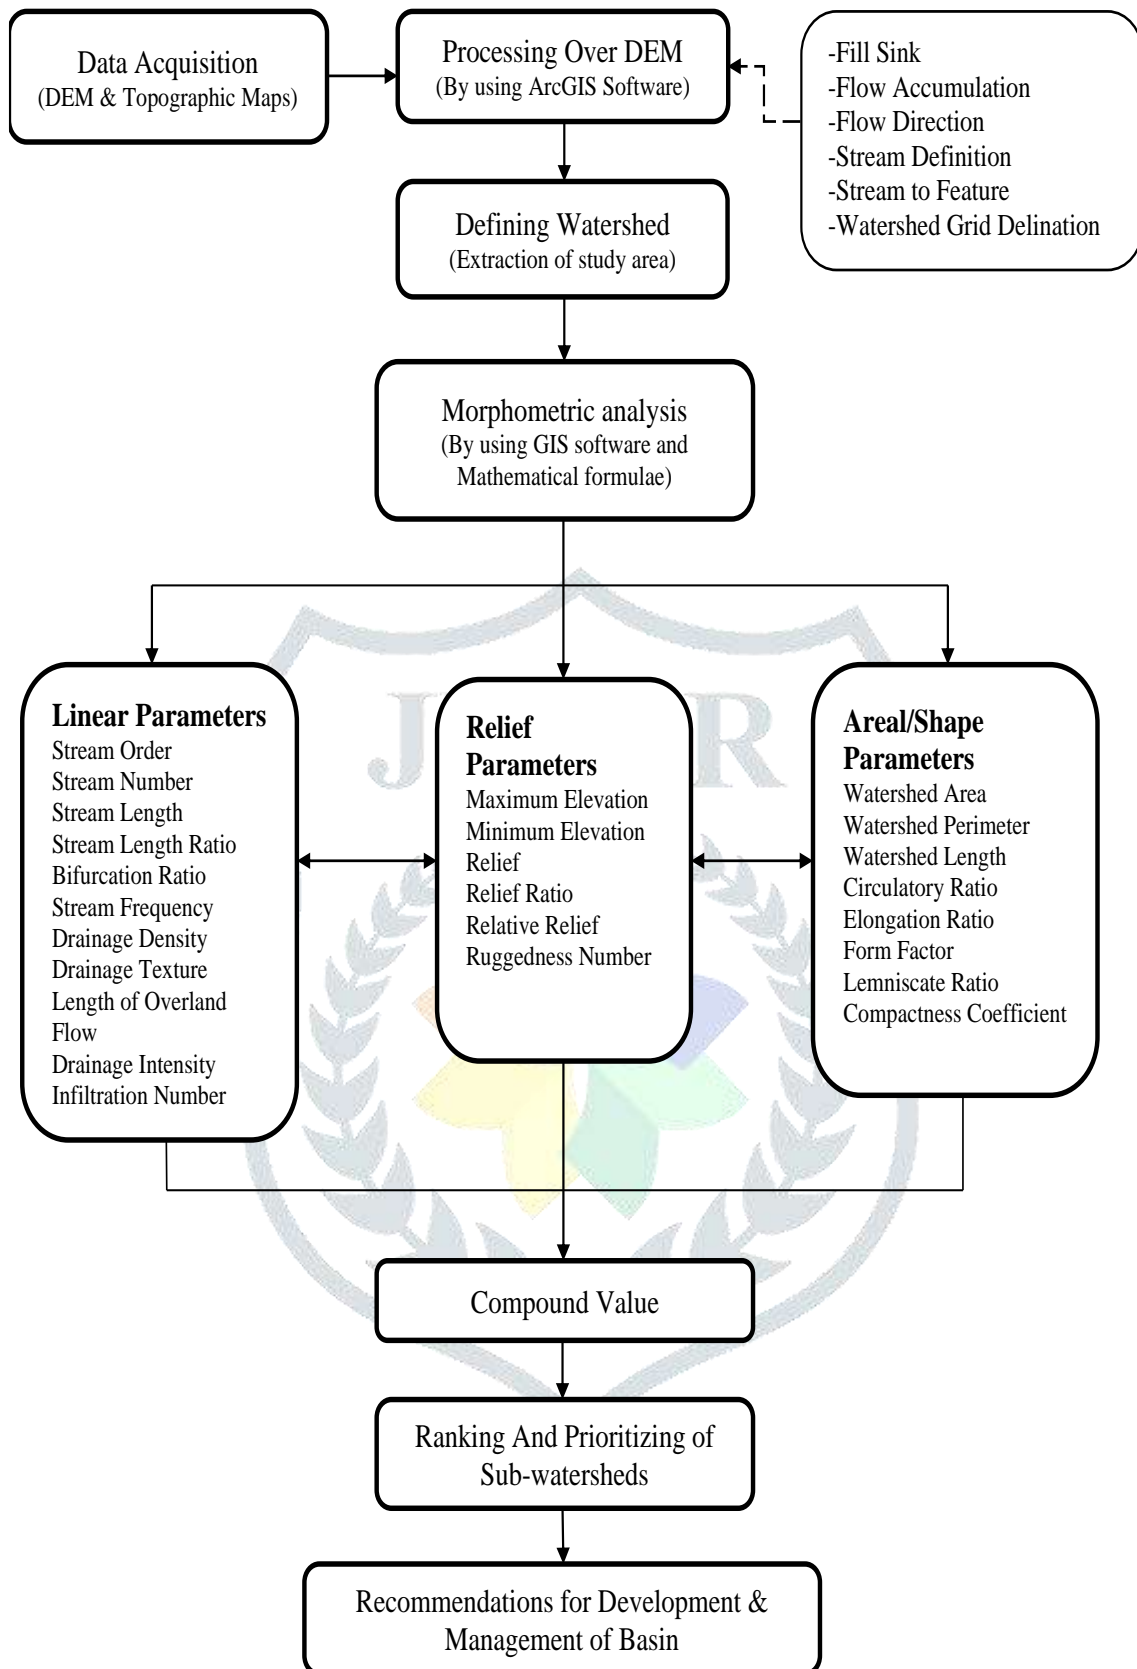 Data Acquisition
(DEM & Topographic Maps)
Processing Over DEM
(By using ArcGIS Software)
-Fill Sink
-Flow Accumulation
-Flow Direction
-Stream Definition
-Stream to Feature
-Watershed Grid Delination
Defining Watershed
(Extraction of study area)
Morphometric analysis
(By using GIS software and
Mathematical formulae)
Linear Parameters
Stream Order
Stream Number
Stream Length
Stream Length Ratio
Bifurcation Ratio
Stream Frequency
Drainage Density
Drainage Texture
Length of Overland
Flow
Drainage Intensity
Infiltration Number
Relief
Parameters
Maximum Elevation
Minimum Elevation
Relief
Relief Ratio
Relative Relief
Ruggedness Number
Areal/Shape
Parameters
Watershed Area
Watershed Perimeter
Watershed Length
Circulatory Ratio
Elongation Ratio
Form Factor
Lemniscate Ratio
Compactness Coefficient
Compound Value
Ranking And Prioritizing of
Sub-watersheds
Recommendations for Development &
Management of Basin